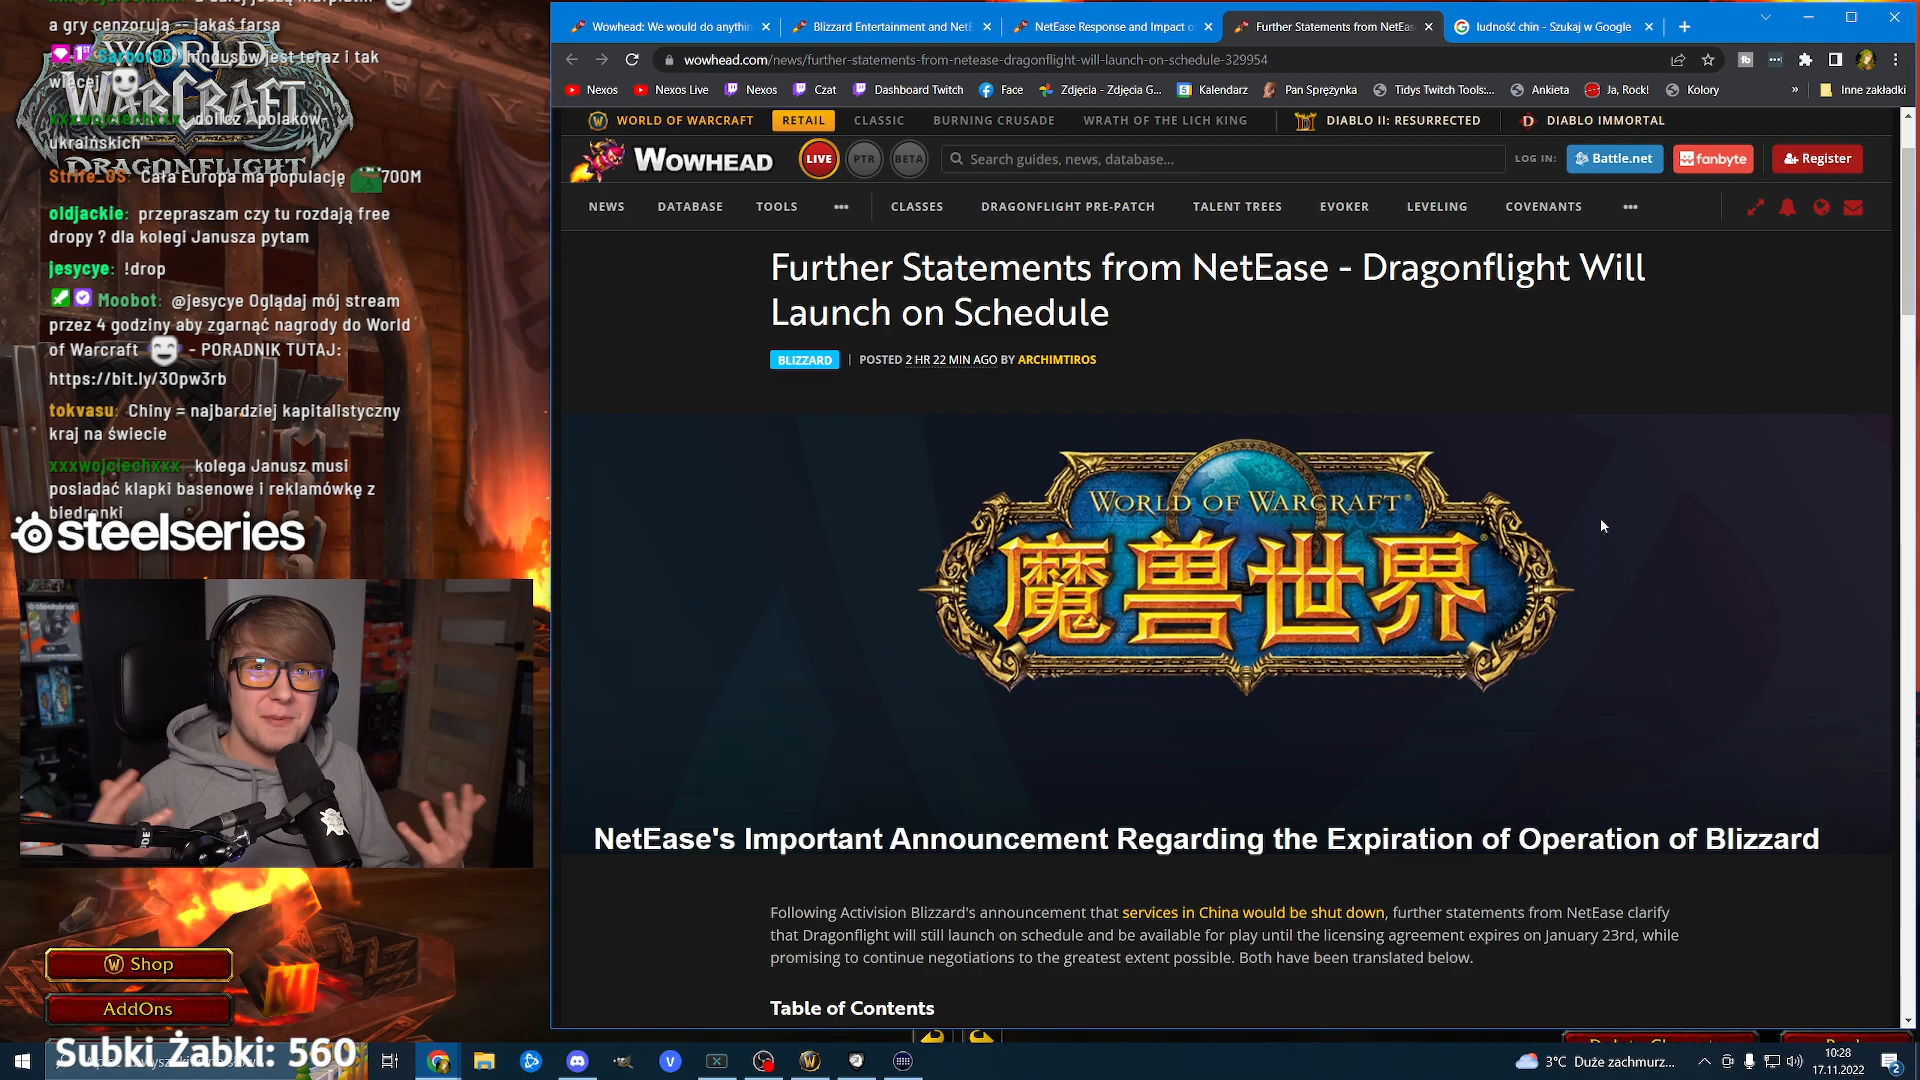 a gry cenzorują -- jakaś farsa
Saroor93: hindusów jest teraz i tak
więcej
xxxwojciechxxx: dolicz "polaków-
ukraińskich"
Strife_0S: Cała Europa ma populację 700M
oldjackie: przepraszam czy tu rozdają free
dropy ? dla kolegi Janusza pytam
jesycye: !drop
Moobot: @jesycye Oglądaj mój stream
przez 4 godziny aby zgarnąć nagrody do World
of Warcraft - PORADNIK TUTAJ:
https://bit.ly/3Opw3rb
tokvasu: Chiny = najbardziej kapitalistyczny
kraj na świecie
xxxwojciechxxx: kolega Janusz musi
posiadać klapki basenowe i reklamówkę z
biedronki
WORLD
WARCRAFT
DRAGONFLIGHT
steelseries
Shop
AddOns
Subki Żabki: 560
Wowhead: We would do anythin
Blizzard Entertainment and NetE
NetEase Response and Impact o
Further Statements from NetEas
ludność chin - Szukaj w Google
wowhead.com/news/further-statements-from-netease-dragonflight-will-launch-on-schedule-329954
Nexos
Nexos Live
Nexos
Czat
Dashboard Twitch
Face
Zdjęcia - Zdjęcia G...
Kalendarz
Pan Sprężynka
Tidys Twitch Tools:...
Ankieta
Ja, Rock!
Kolory
»
Inne zakładki
WORLD OF WARCRAFT
RETAIL
CLASSIC
BURNING CRUSADE
WRATH OF THE LICH KING
DIABLO II: RESURRECTED
DIABLO IMMORTAL
WOWHEAD
LIVE
PTR
BETA
Search guides, news, database...
LOG IN:
Battle.net
fanbyte
Register
NEWS
DATABASE
TOOLS
CLASSES
DRAGONFLIGHT PRE-PATCH
TALENT TREES
EVOKER
LEVELING
COVENANTS
Further Statements from NetEase - Dragonflight Will
Launch on Schedule
BLIZZARD | POSTED 2 HR 22 MIN AGO BY ARCHIMTIROS
WORLD OF WARCRAFT®
魔兽世界®
NetEase's Important Announcement Regarding the Expiration of Operation of Blizzard
Following Activision Blizzard's announcement that services in China would be shut down, further statements from NetEase clarify
that Dragonflight will still launch on schedule and be available for play until the licensing agreement expires on January 23rd, while
promising to continue negotiations to the greatest extent possible. Both have been translated below.
Table of Contents
3°C Duże zachmurz...
10:28
17.11.2022
2